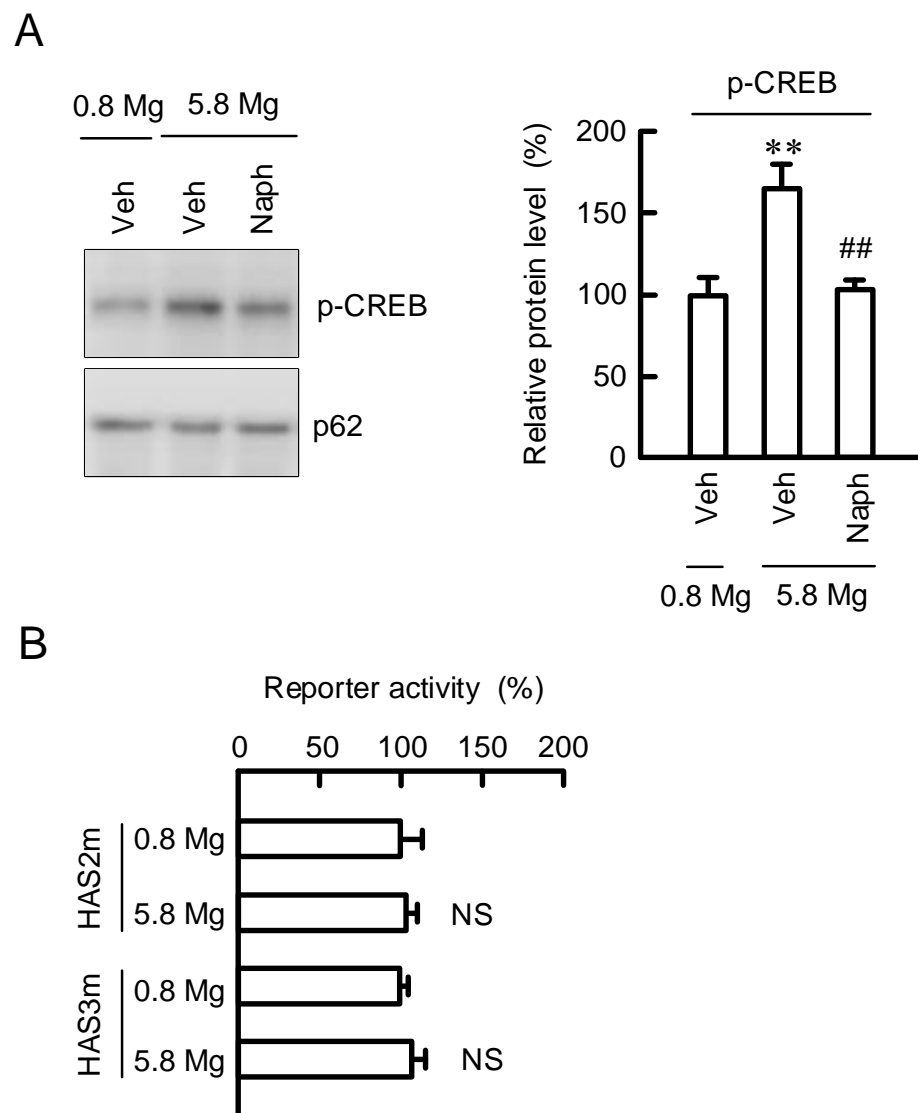 A
0.8 Mg
5.8 Mg
Veh
Veh
Naph
p-CREB
p62
p-CREB
Relative protein level (%)
200
150
100
50
0
**
##
Veh
Veh
Naph
0.8 Mg
5.8 Mg
B
Reporter activity (%)
0 50 100 150 200
HAS2m
0.8 Mg
5.8 Mg NS
HAS3m
0.8 Mg
5.8 Mg NS